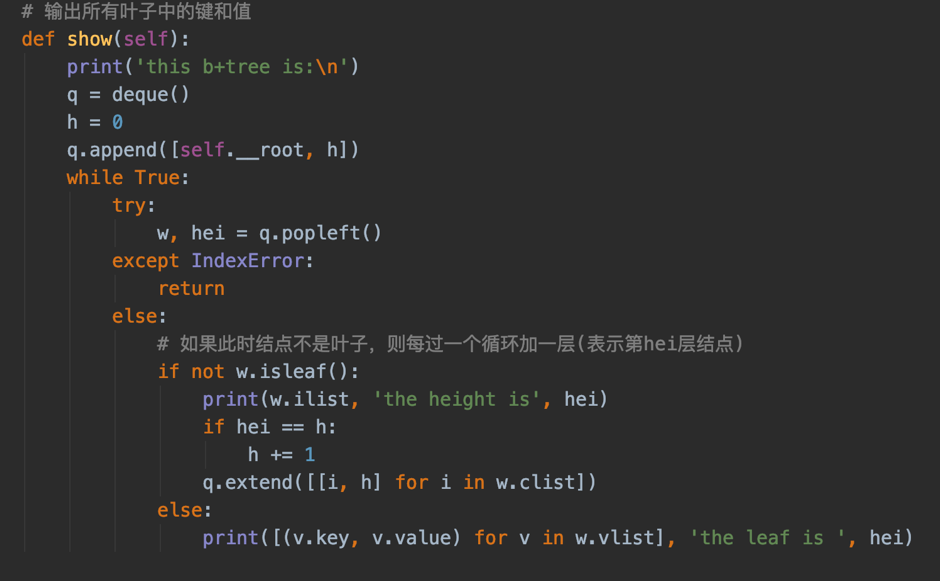 # 输出所有叶子中的键和值
def show(self):
    print('this b+tree is:\n')
    q = deque()
    h = 0
    q.append([self.__root, h])
    while True:
        try:
            w, hei = q.popleft()
        except IndexError:
            return
        else:
            # 如果此时结点不是叶子，则每过一个循环加一层(表示第hei层结点)
            if not w.isleaf():
                print(w.ilist, 'the height is', hei)
                if hei == h:
                    h += 1
                q.extend([[i, h] for i in w.clist])
            else:
                print([(v.key, v.value) for v in w.vlist], 'the leaf is ', hei)